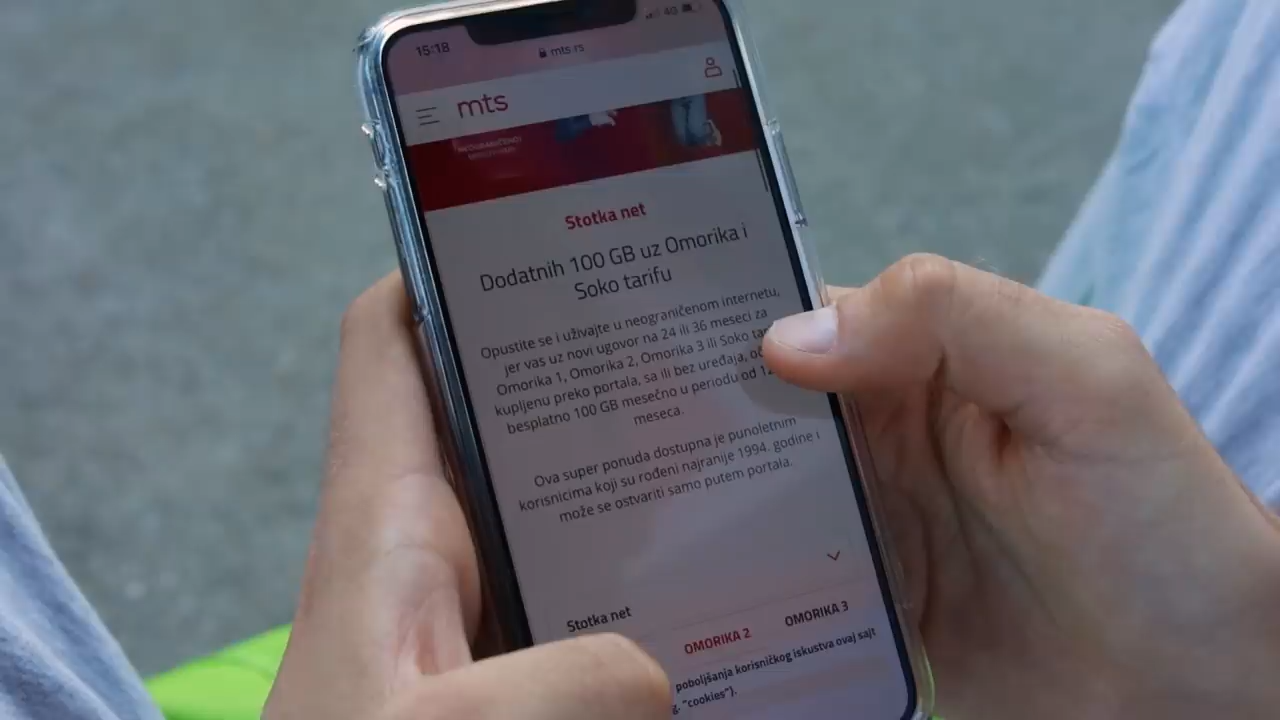 15:18
4G
mts.rs
mts
Stotka net
Dodatnih 100 GB uz Omorika i
Soko tarifu
Opustite se i uživajte u neograničenom internetu,
jer vas uz novi ugovor na 24 ili 36 meseci za
Omorika 1, Omorika 2, Omorika 3 ili Soko
kupljenu preko portala, sa ili bez uređaja,
besplatno 100 GB mesečno u periodu od
meseca.
Ova super ponuda dostupna je punoletnim
korisnicima koji su rođeni najranije 1994. godine i
može se ostvariti samo putem portala.
Stotka net
OMORIKA 2
OMORIKA 3
poboljšanja korisničkog iskustva ovaj sajt
"cookies").